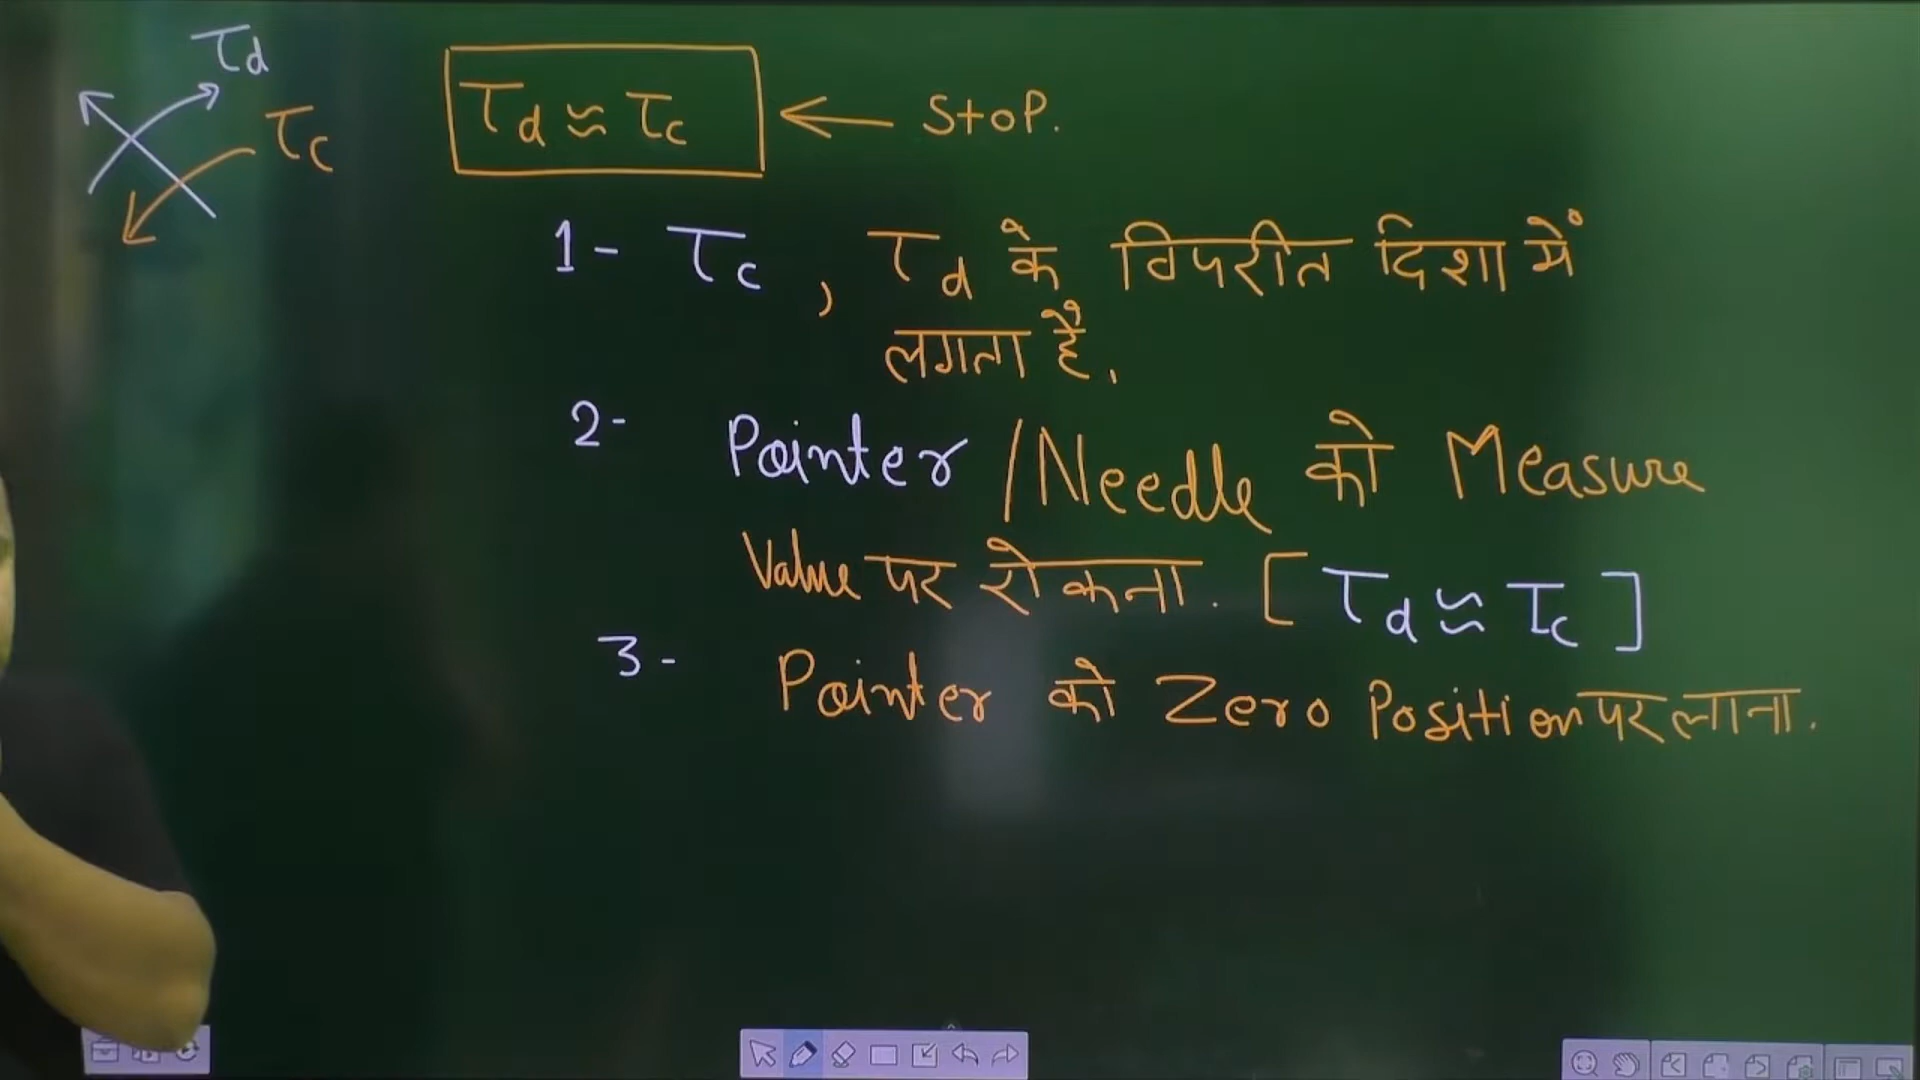 τd
τc
τd ≈ τc ← StoP.
1- τc , τd के विपरीत दिशा में
लगता है.
2- Pointer / Needle को Measure
Value पर रोकना. [ τd ≈ τc ]
3- Pointer को Zero Position पर लाना.